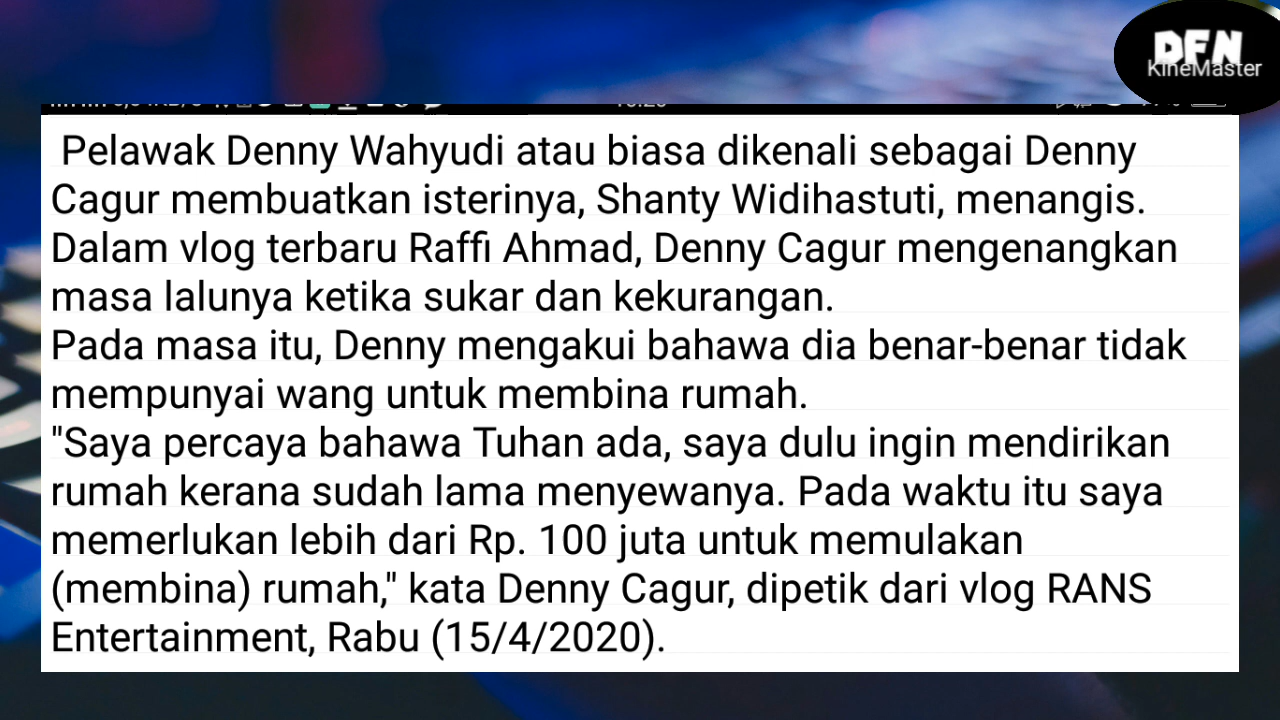 DFN
KineMaster
Pelawak Denny Wahyudi atau biasa dikenali sebagai Denny
Cagur membuatkan isterinya, Shanty Widihastuti, menangis.
Dalam vlog terbaru Raffi Ahmad, Denny Cagur mengenangkan
masa lalunya ketika sukar dan kekurangan.
Pada masa itu, Denny mengakui bahawa dia benar-benar tidak
mempunyai wang untuk membina rumah.
"Saya percaya bahawa Tuhan ada, saya dulu ingin mendirikan
rumah kerana sudah lama menyewanya. Pada waktu itu saya
memerlukan lebih dari Rp. 100 juta untuk memulakan
(membina) rumah," kata Denny Cagur, dipetik dari vlog RANS
Entertainment, Rabu (15/4/2020).